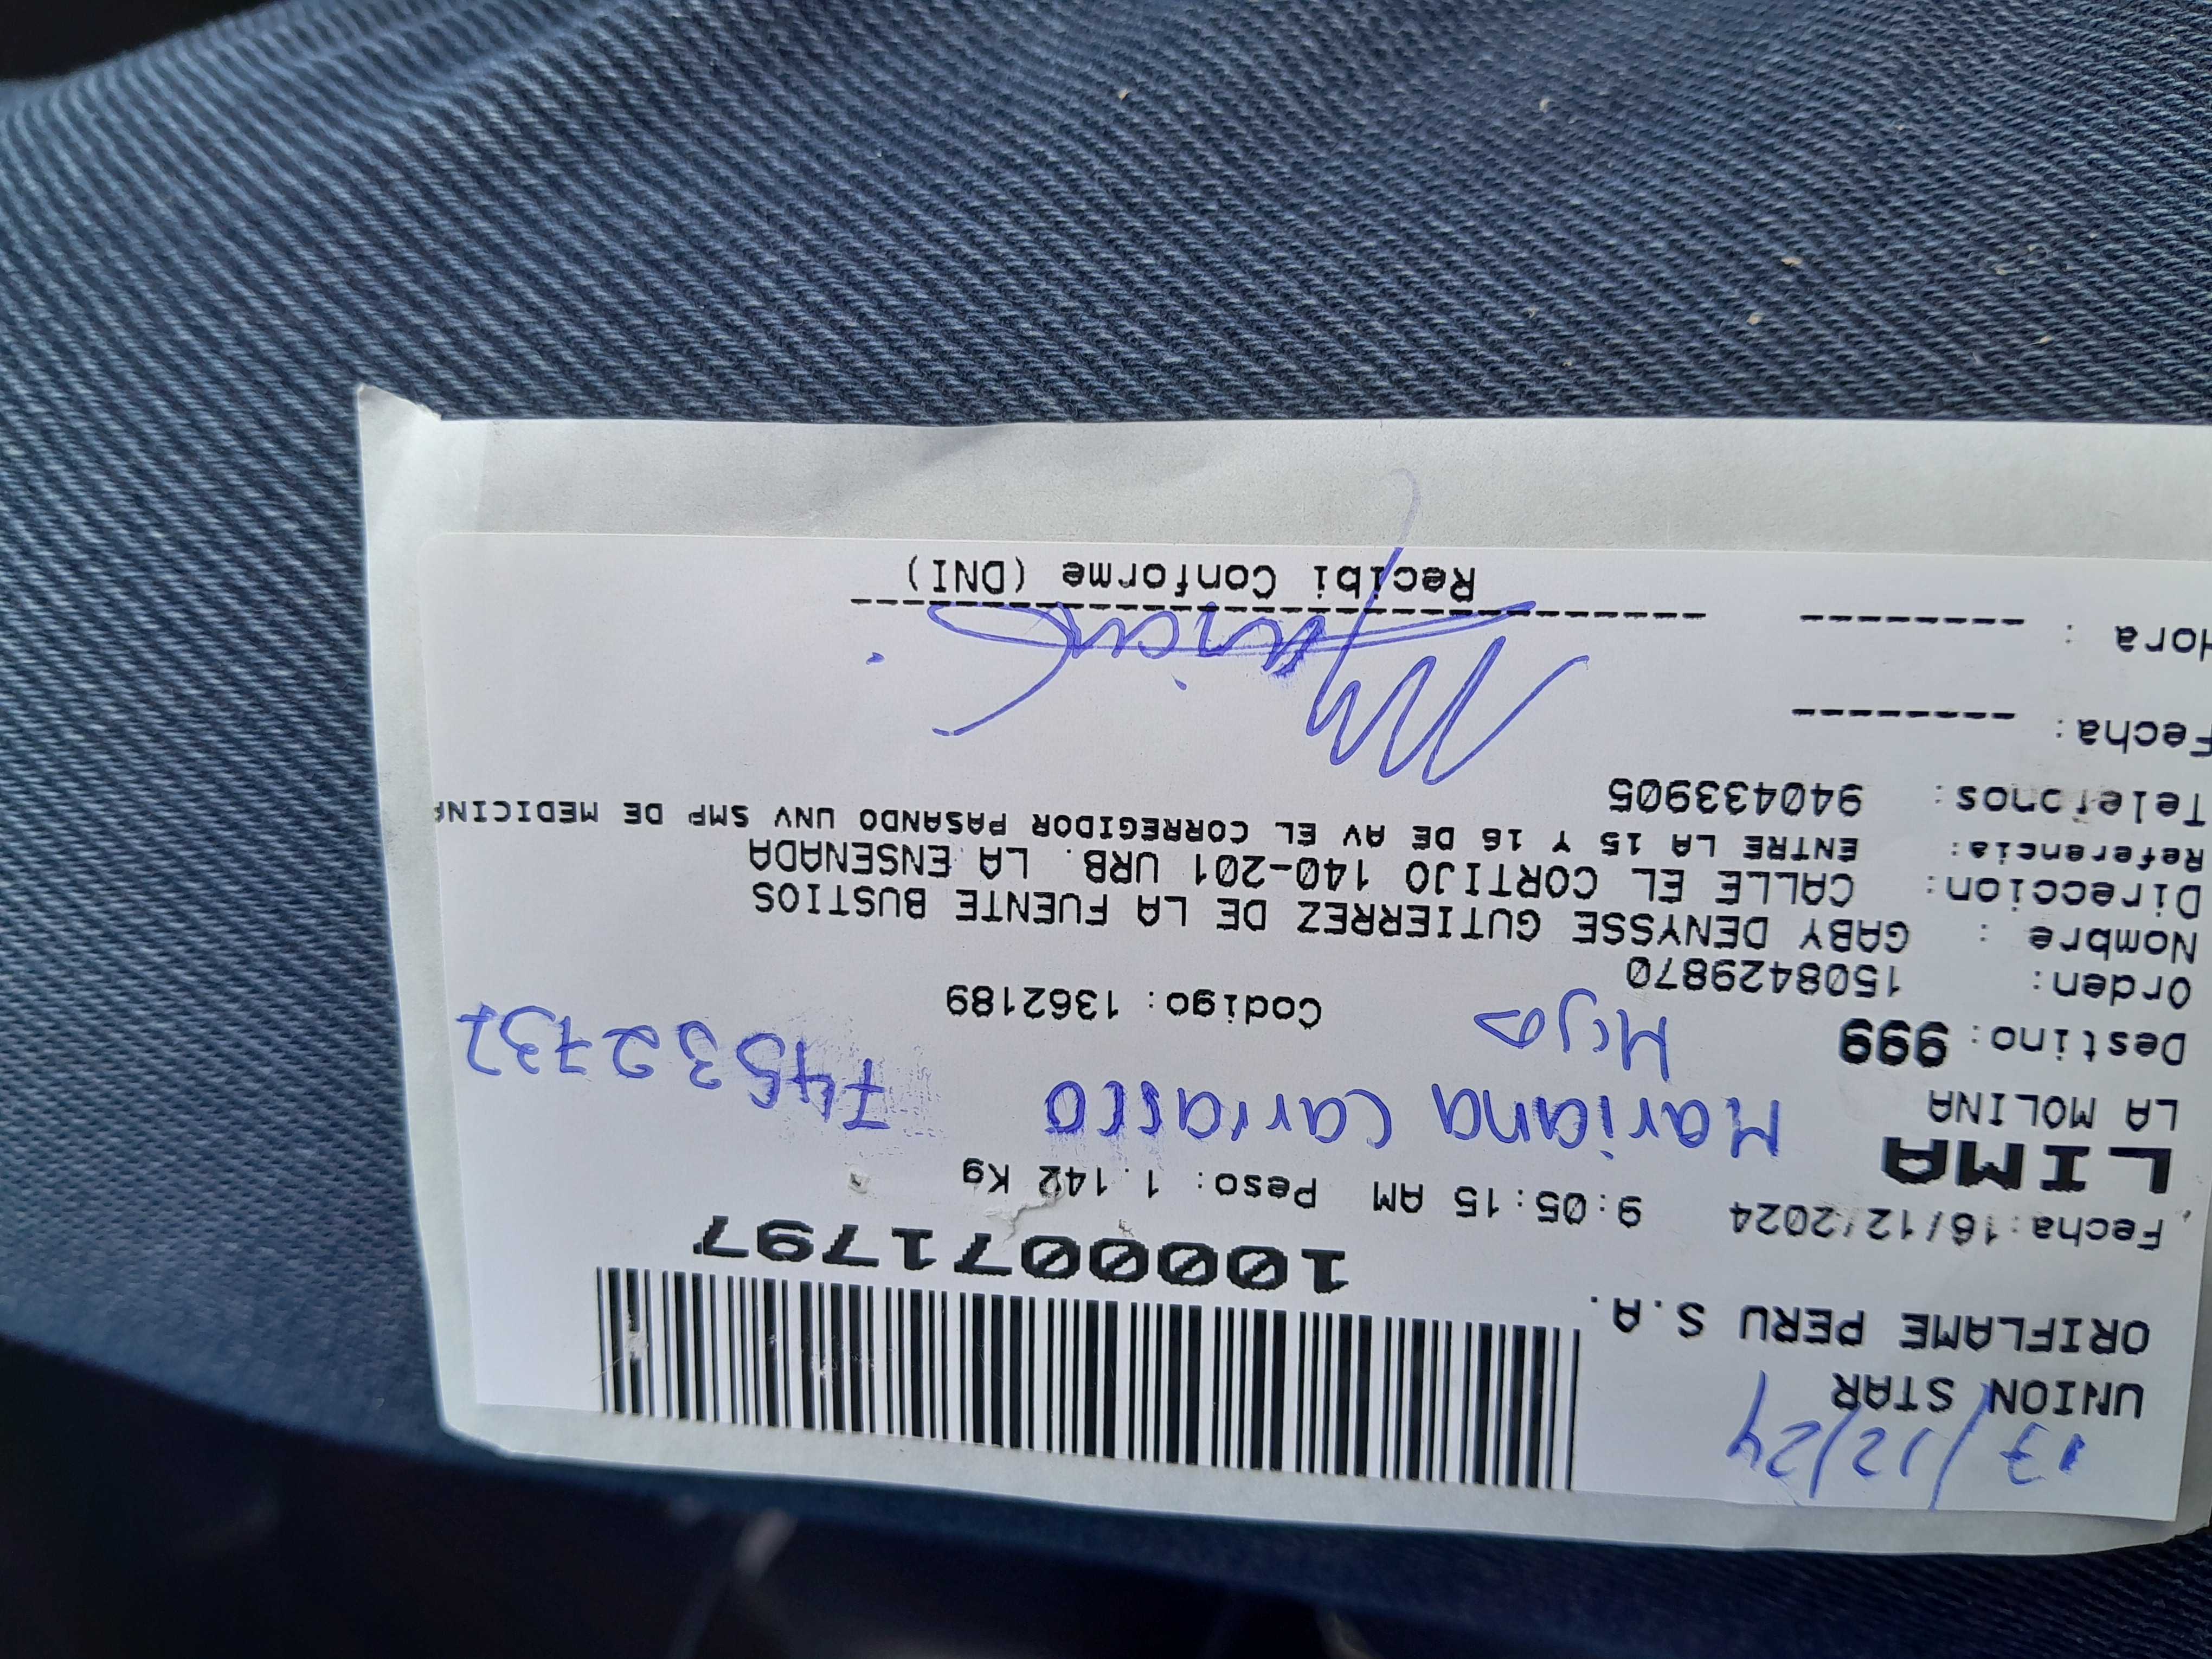 17/12/24
UNION STAR
ORIFLAME PERU S.A.
1000071797
Fecha:16/12/2024 9:05:15 AM Peso: 1.142 Kg
LIMA
LA MOLINA
Mariana Carrasco 74532732
Destino: 999
Hija
Orden: 1508429870 Codigo: 1362189
Nombre : GABY DENYSSE GUTIERREZ DE LA FUENTE BUSTIOS
Direccion: CALLE EL CORTIJO 140-201 URB. LA ENSENADA
Referencia: ENTRE LA 15 Y 16 DE AV EL CORREGIDOR PASANDO UNV SMP DE MEDICINA
Telefonos: 940433905
Fecha: ---------
Hora : ---------
Recibi Conforme (DNI)